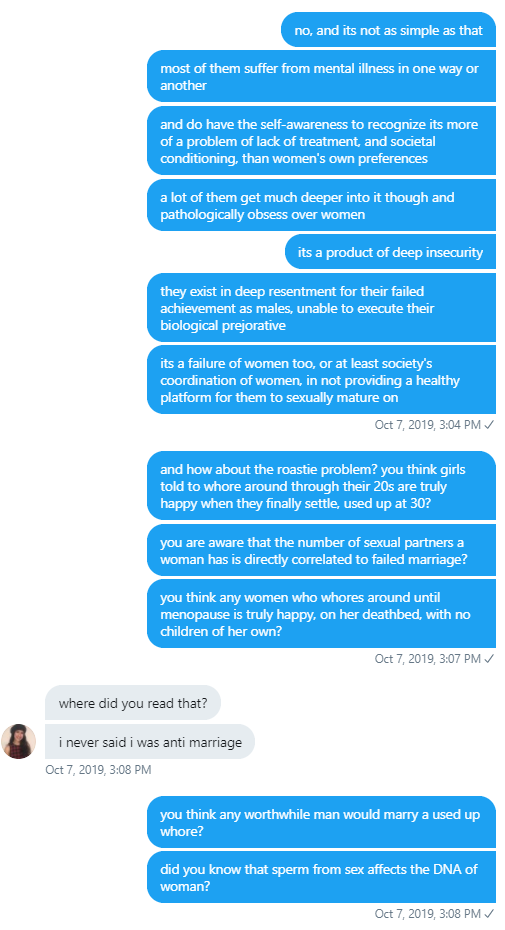 no, and its not as simple as that
most of them suffer from mental illness in one way or
another
and do have the self-awareness to recognize its more
of a problem of lack of treatment, and societal
conditioning, than women's own preferences
a lot of them get much deeper into it though and
pathologically obsess over women
its a product of deep insecurity
they exist in deep resentment for their failed
achievement as males, unable to execute their
biological prejorative
its a failure of women too, or at least society's
coordination of women, in not providing a healthy
platform for them to sexually mature on
Oct 7, 2019, 3:04 PM ✓
and how about the roastie problem? you think girls
told to whore around through their 20s are truly
happy when they finally settle, used up at 30?
you are aware that the number of sexual partners a
woman has is directly correlated to failed marriage?
you think any women who whores around until
menopause is truly happy, on her deathbed, with no
children of her own?
Oct 7, 2019, 3:07 PM ✓
where did you read that?
i never said i was anti marriage
Oct 7, 2019, 3:08 PM
you think any worthwhile man would marry a used up
whore?
did you know that sperm from sex affects the DNA of
woman?
Oct 7, 2019, 3:08 PM ✓